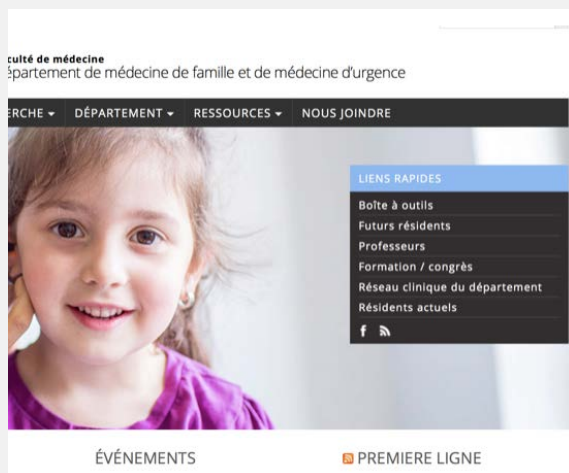 culté de médecine
épartement de médecine de famille et de médecine d'urgence
ERCHE DÉPARTEMENT RESSOURCES NOUS JOINDRE
LIENS RAPIDES
Boîte à outils
Futurs résidents
Professeurs
Formation / congrès
Réseau clinique du département
Résidents actuels
ÉVÉNEMENTS
PREMIERE LIGNE